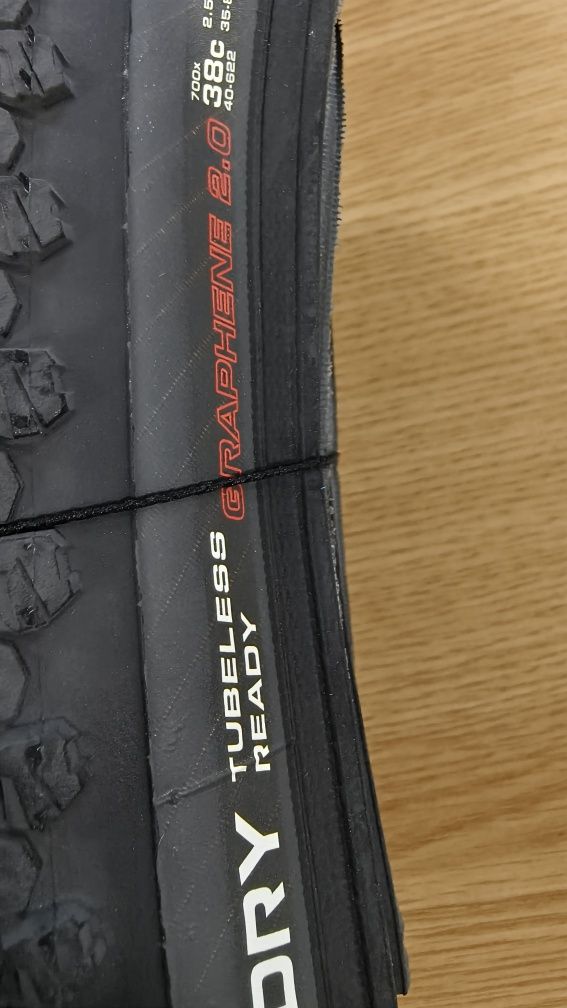 DRY
TUBELESS
READY
GRAPHENE 2.0
700x
38c
40-622